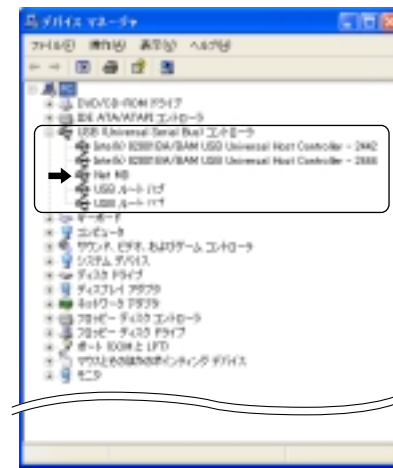 デバイス マネージャ
ファイル(F) 操作(A) 表示(V) ヘルプ(H)
DVD/CD-ROM ドライブ
IDE ATA/ATAPI コントローラ
USB (Universal Serial Bus) コントローラ
Intel(R) 82801BA/BAM USB Universal Host Controller - 2442
Intel(R) 82801BA/BAM USB Universal Host Controller -
Net MD
USB ルート ハブ
USB ルート ハブ
キーボード
コンピュータ
サウンド、ビデオ、およびゲーム コントローラ
システム デバイス
ディスク ドライブ
ディスプレイ アダプタ
ネットワーク アダプタ
フロッピー ディスク コントローラ
フロッピー ディスク ドライブ
ポート (COM と LPT)
マウスとそのほかのポインティング デバイス
モニタ